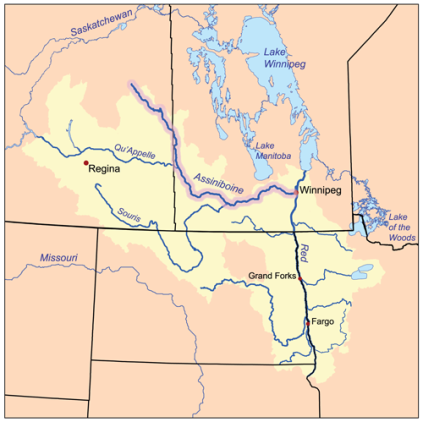 Saskatchewan
Lake
Winnipeg
Lake
Manitoba
Qu'Appelle
Regina
Assiniboine
Winnipeg
Souris
Lake
of the
Woods
Red
Missouri
Grand Forks
Fargo